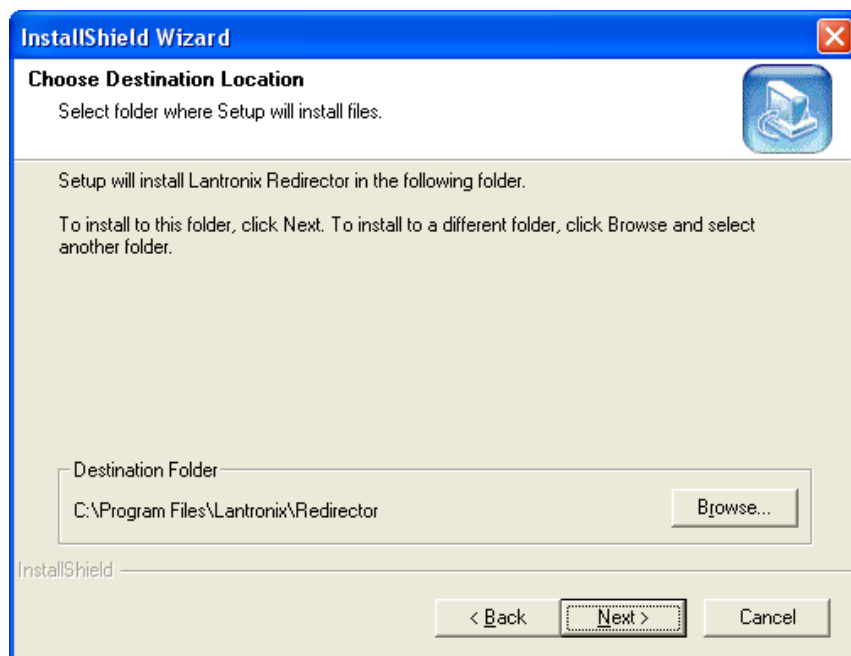 InstallShield Wizard
Choose Destination Location
Select folder where Setup will install files.
Setup will install Lantronix Redirector in the following folder.
To install to this folder, click Next. To install to a different folder, click Browse and select
another folder.
Destination Folder
C:\Program Files\Lantronix\Redirector
Browse...
InstallShield
< Back
Next >
Cancel